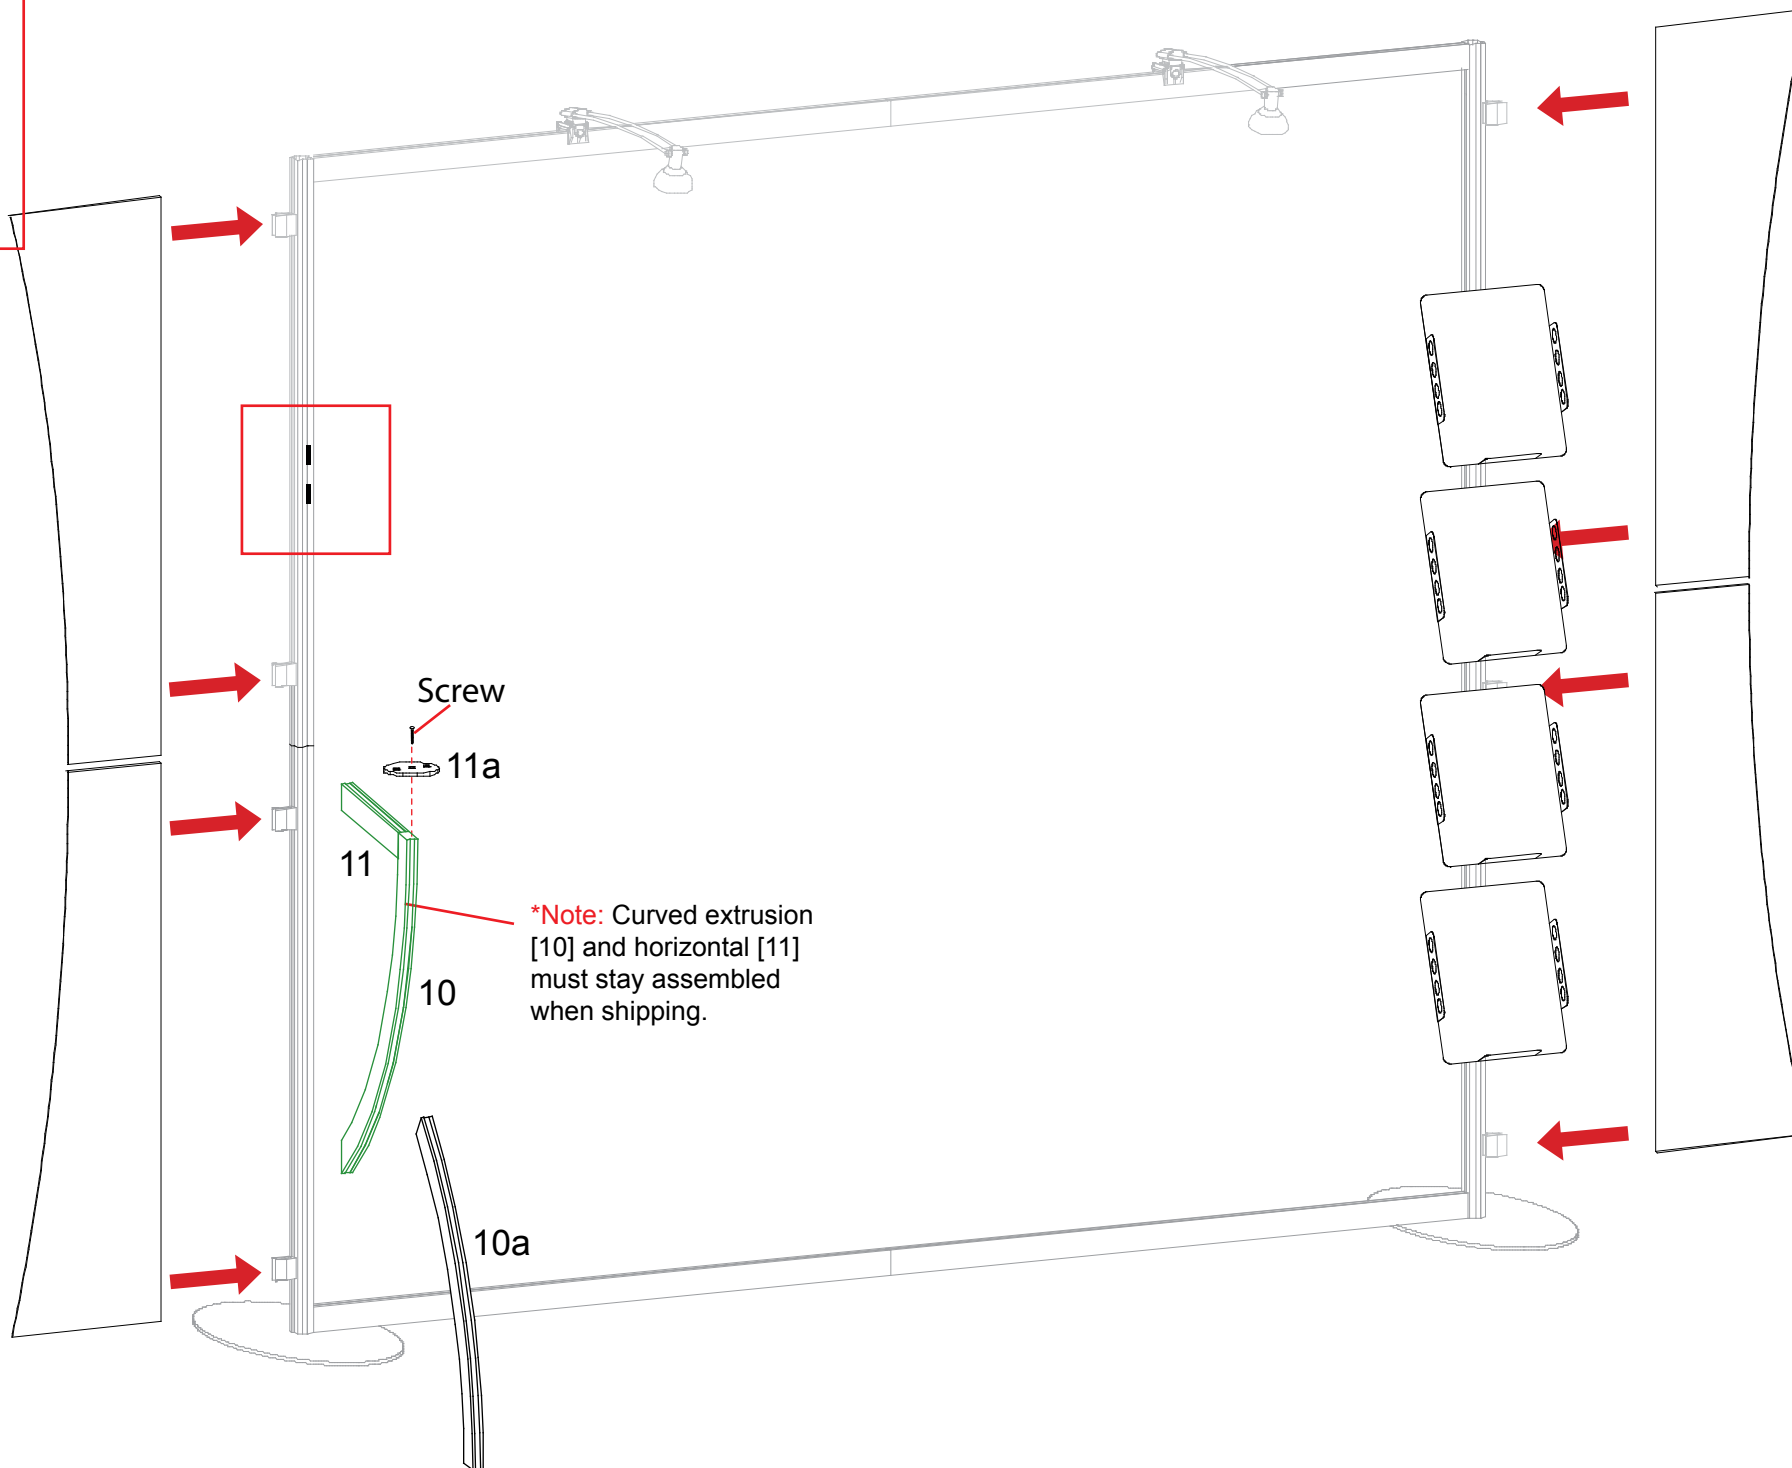 Screw
11a
11
*Note: Curved extrusion
[10] and horizontal [11]
must stay assembled
when shipping.
10
10a